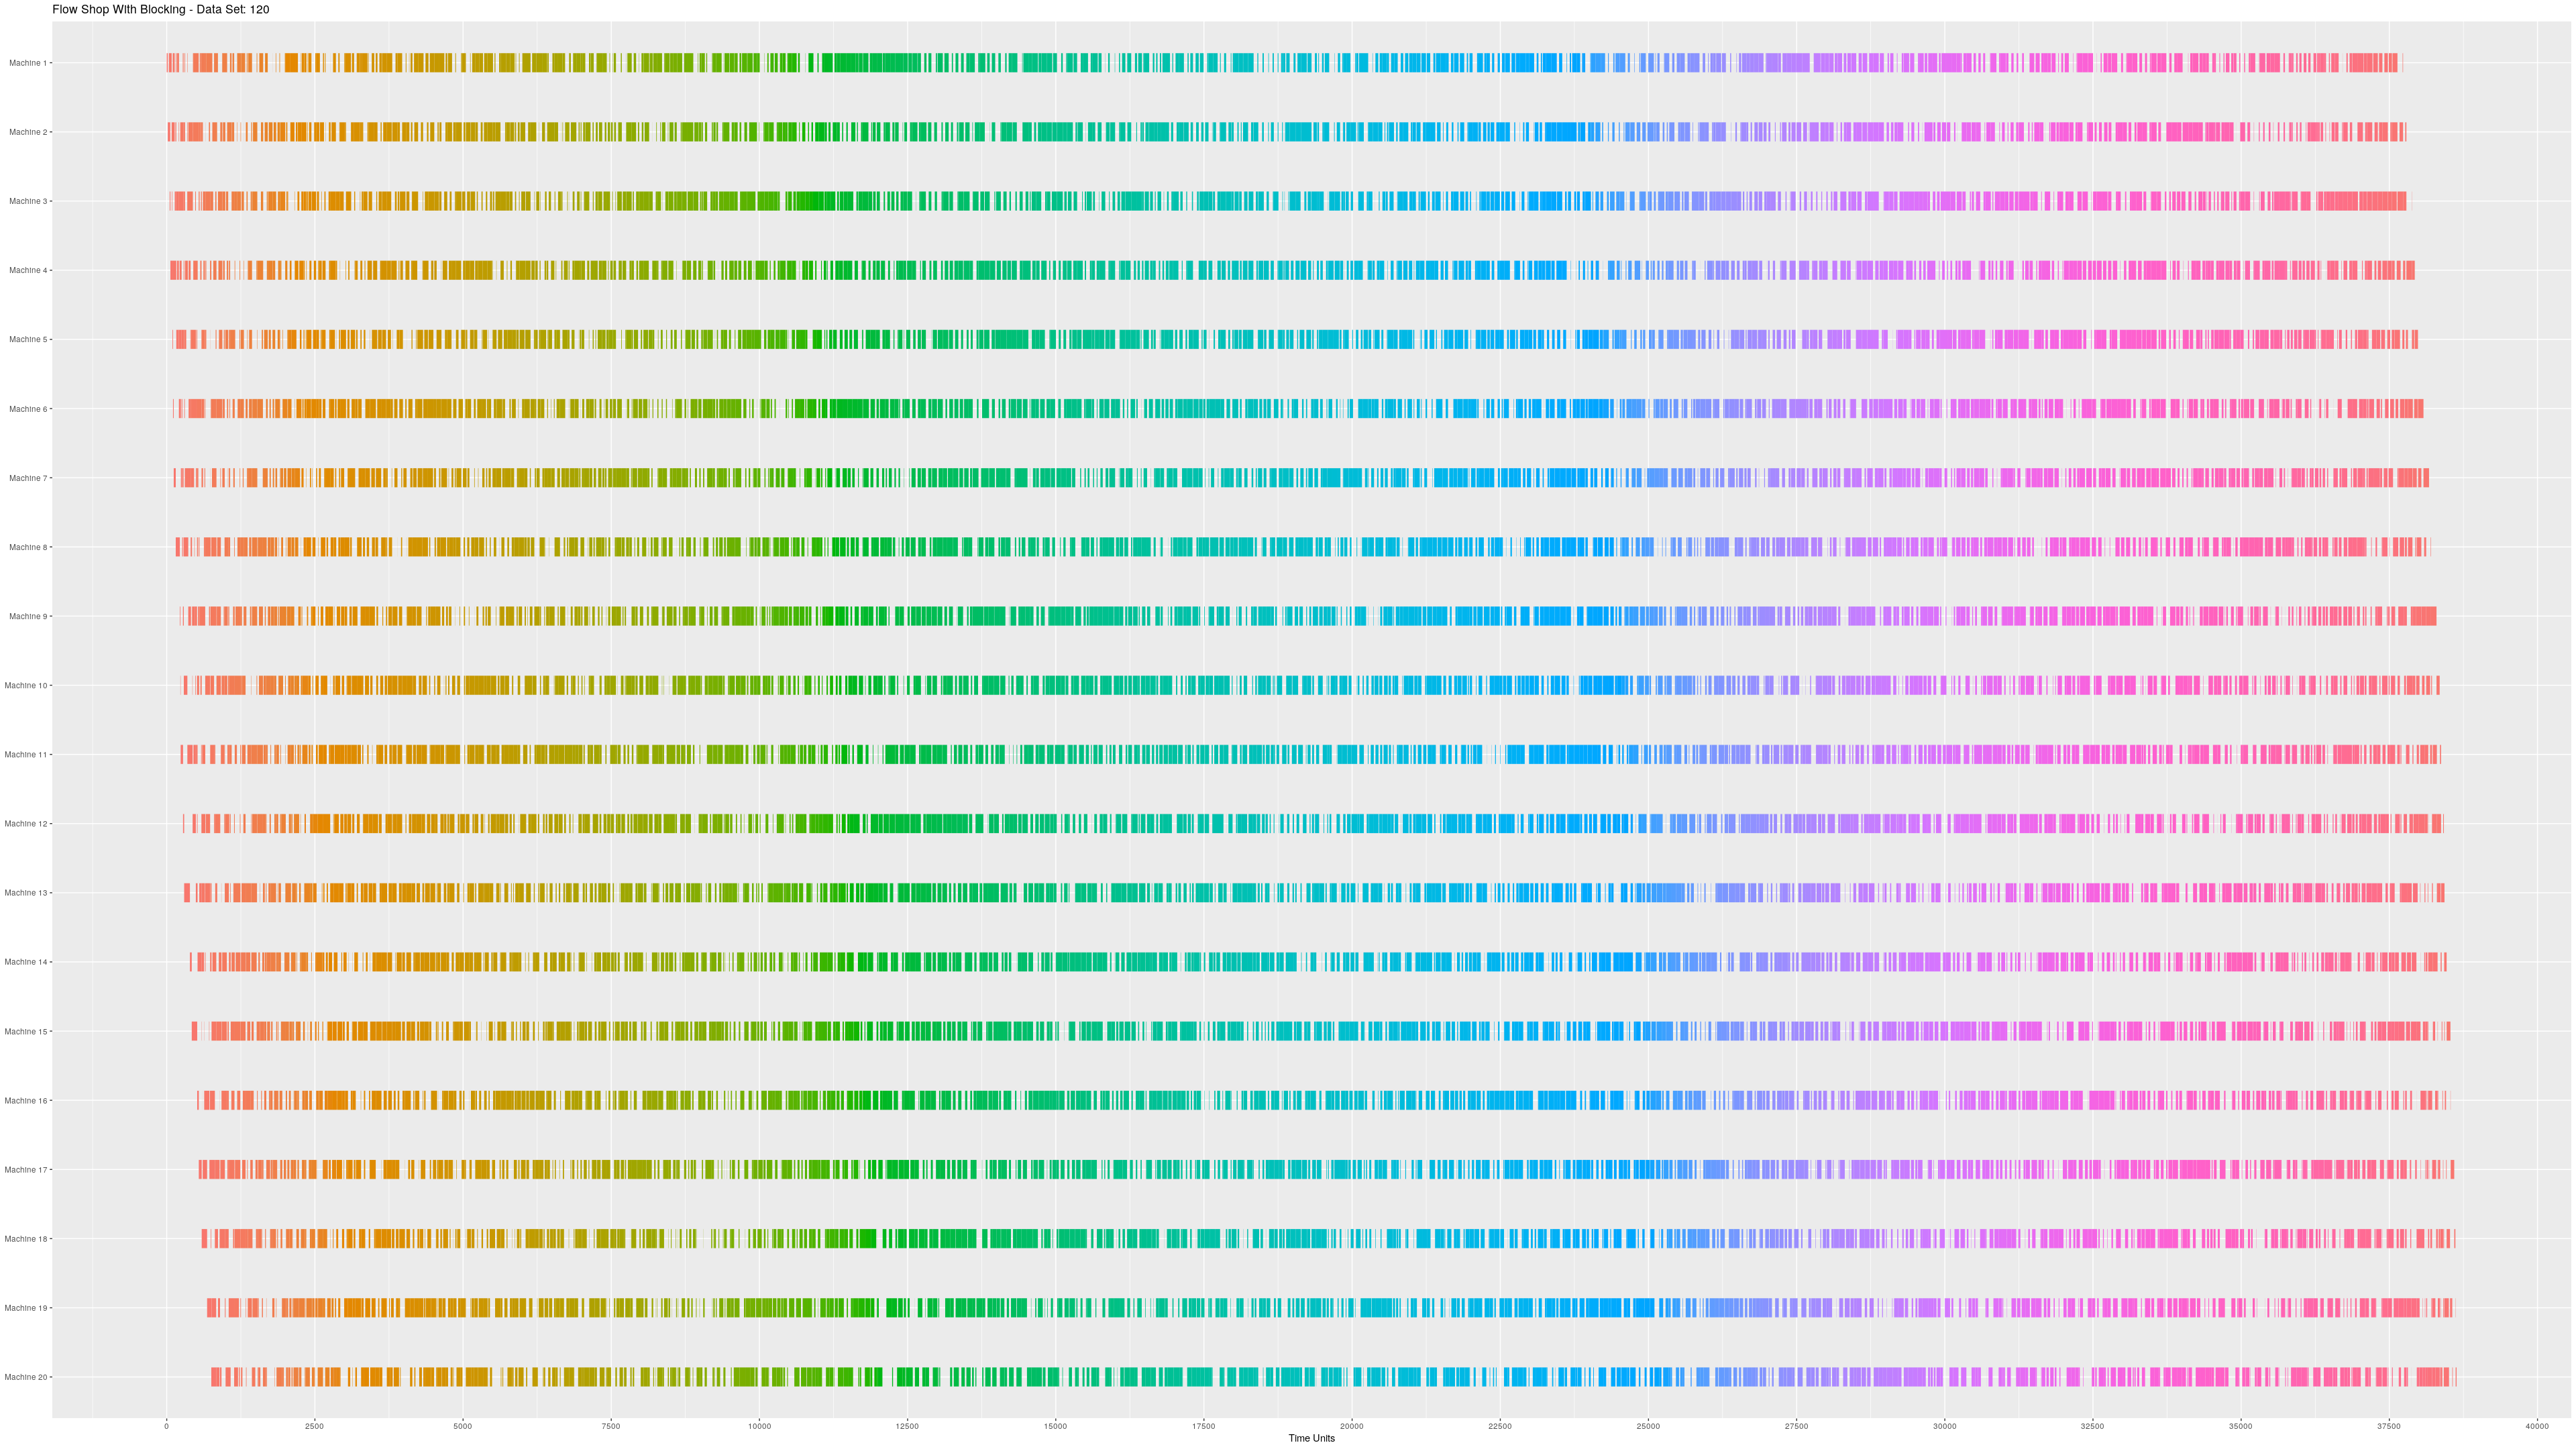 Flow Shop With Blocking - Data Set: 120
Machine 1
Machine 2
Machine 3
Machine 4
Machine 5
Machine 6
Machine 7
Machine 8
Machine 9
Machine 10
Machine 11
Machine 12
Machine 13
Machine 14
Machine 15
Machine 16
Machine 17
Machine 18
Machine 19
Machine 20
0 2500 5000 7500 10000 12500 15000 17500 20000 22500 25000 27500 30000 32500 35000 37500 40000
Time Units